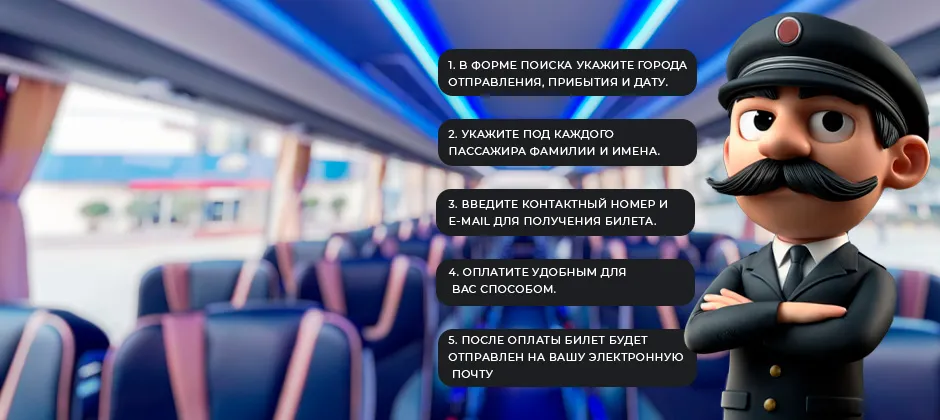 1. В ФОРМЕ ПОИСКА УКАЖИТЕ ГОРОДА
ОТПРАВЛЕНИЯ, ПРИБЫТИЯ И ДАТУ.
2. УКАЖИТЕ ПОД КАЖДОГО
ПАССАЖИРА ФАМИЛИИ И ИМЕНА.
3. ВВЕДИТЕ КОНТАКТНЫЙ НОМЕР И
E-MAIL ДЛЯ ПОЛУЧЕНИЯ БИЛЕТА.
4. ОПЛАТИТЕ УДОБНЫМ ДЛЯ
ВАС СПОСОБОМ.
5. ПОСЛЕ ОПЛАТЫ БИЛЕТ БУДЕТ
ОТПРАВЛЕН НА ВАШУ ЭЛЕКТРОННУЮ
ПОЧТУ